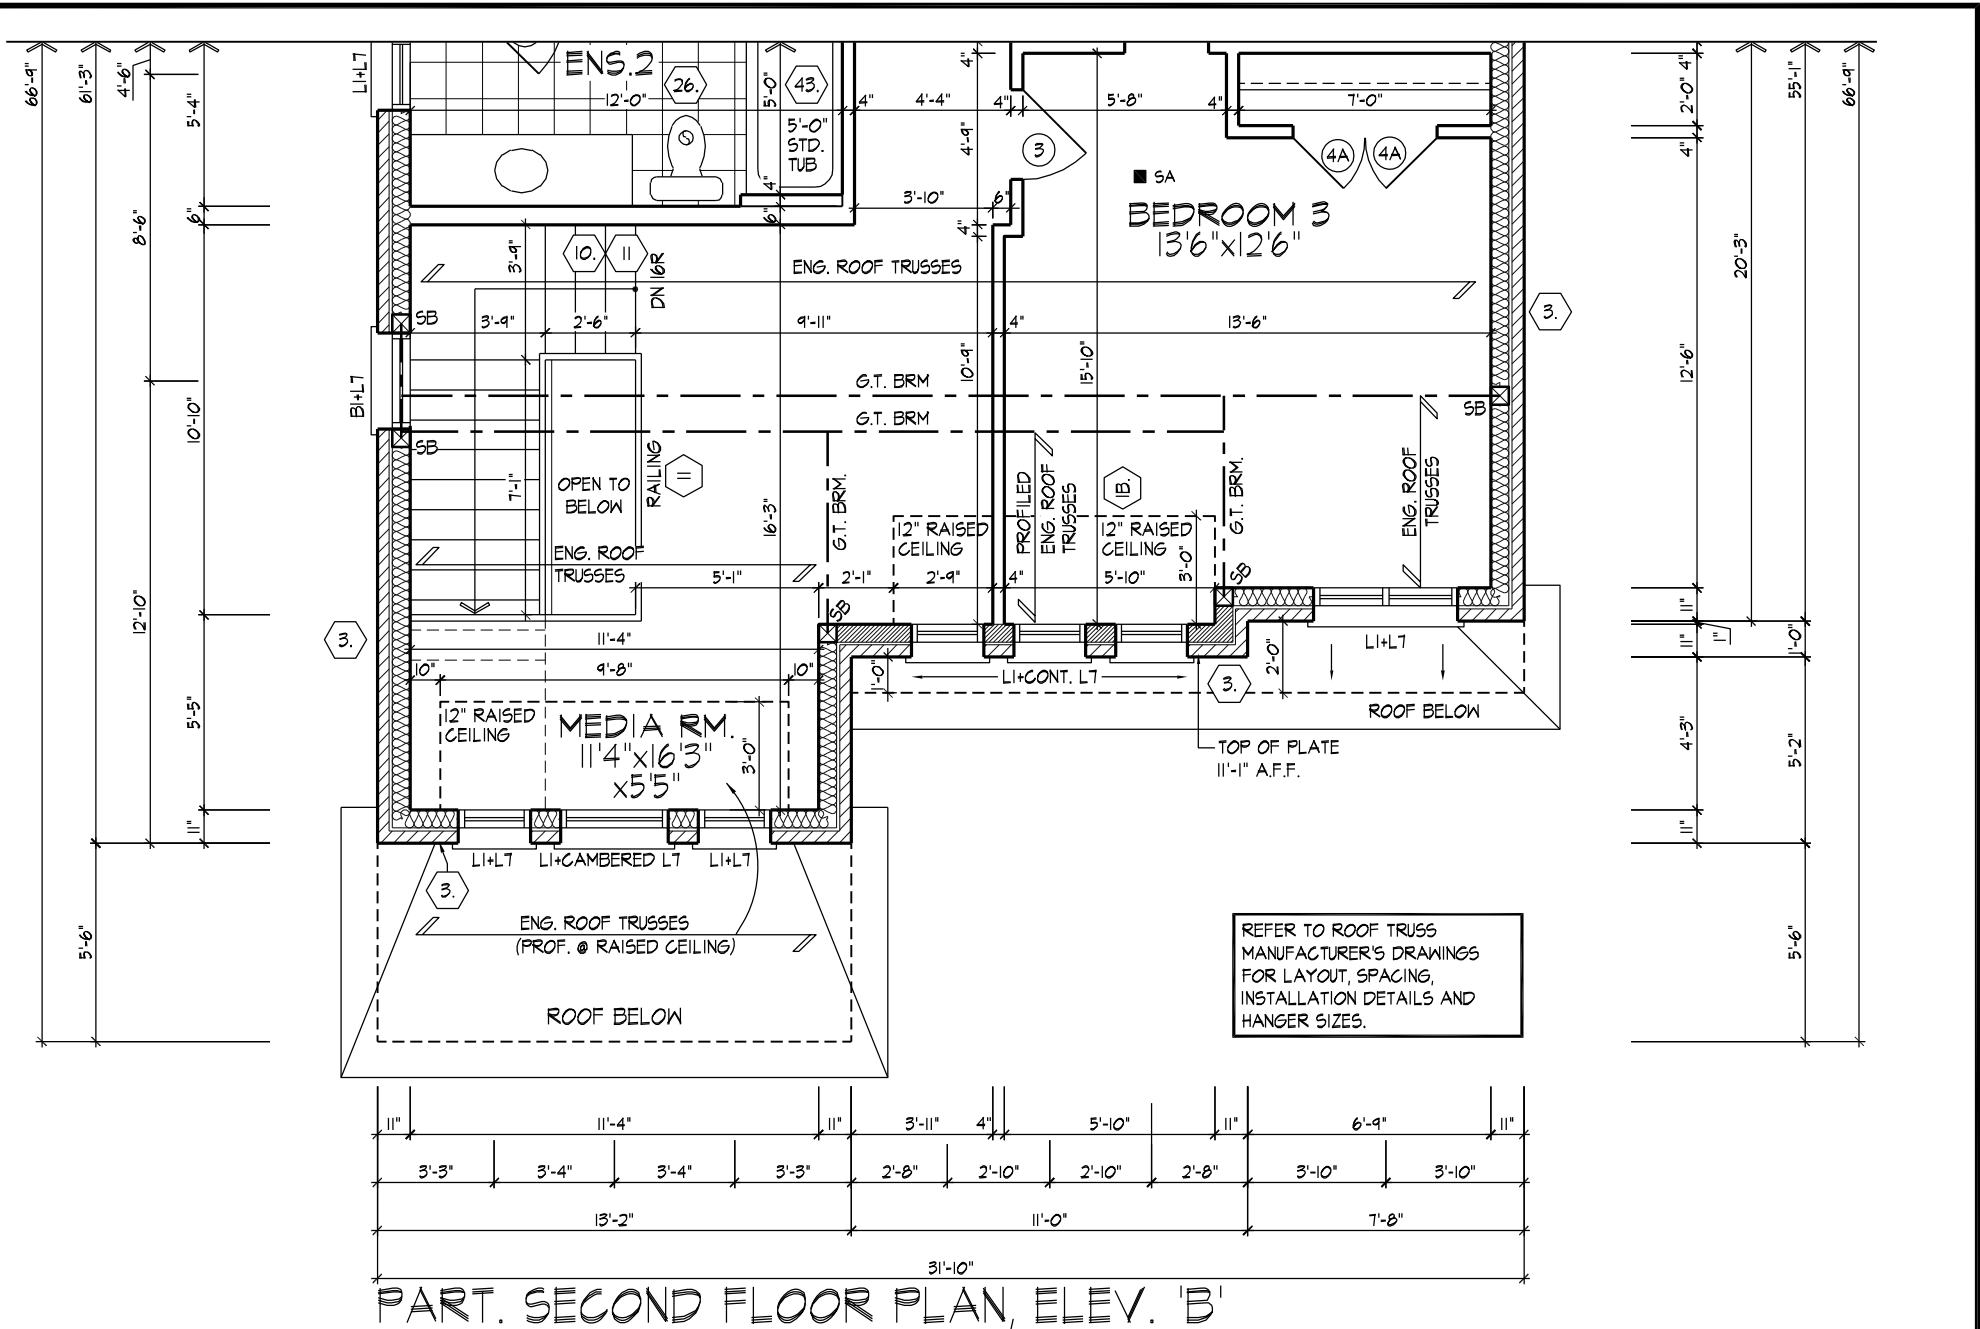 66'-9"
61'-3"
4'-6"
5'-4"
8'-6"
6"
10'-10"
12'-10"
5'-5"
11"
5'-6"
L1+L7
B1+L7
ENS.2
12'-0"
26.
5'-0"
43.
5'-0"
STD.
TUB
4"
6"
4"
4'-4"
4"
4"
4'-9"
5'-8"
4"
7'-0"
3
4A
4A
3'-10"
6"
4"
SA
BEDROOM 3
13'6"x12'6"
3'-9"
10.
11
DN 16R
ENG. ROOF TRUSSES
SB
3'-9"
2'-6"
9'-11"
4"
13'-6"
3.
10'-9"
15'-10"
G.T. BRM
G.T. BRM
SB
SB
7'-1"
OPEN TO
BELOW
RAILING
11
16'-3"
G.T. BRM.
12" RAISED
CEILING
PROFILED
ENG. ROOF
TRUSSES
1B.
12" RAISED
CEILING
3'-0"
G.T. BRM.
ENG. ROOF
TRUSSES
ENG. ROOF
TRUSSES
5'-1"
2'-1"
2'-9"
4"
5'-10"
SB
SB
3.
11'-4"
10"
9'-8"
10"
1'-0"
L1+CONT. L7
3.
2'-0"
L1+L7
ROOF BELOW
12" RAISED
CEILING
MEDIA RM.
11'4"x16'3"
x5'5"
3'-0"
TOP OF PLATE
11'-1" A.F.F.
L1+L7
L1+CAMBERED L7
L1+L7
3.
ENG. ROOF TRUSSES
(PROF. @ RAISED CEILING)
ROOF BELOW
REFER TO ROOF TRUSS
MANUFACTURER'S DRAWINGS
FOR LAYOUT, SPACING,
INSTALLATION DETAILS AND
HANGER SIZES.
4"
2'-0"
4"
55'-1"
66'-9"
20'-3"
12'-6"
11"
11"
1"
1'-0"
4'-3"
5'-2"
11"
5'-6"
11"
11'-4"
11"
3'-11"
4"
5'-10"
11"
6'-9"
11"
3'-3"
3'-4"
3'-4"
3'-3"
2'-8"
2'-10"
2'-10"
2'-8"
3'-10"
3'-10"
13'-2"
11'-0"
7'-8"
31'-10"
PART. SECOND FLOOR PLAN, ELEV. 'B'